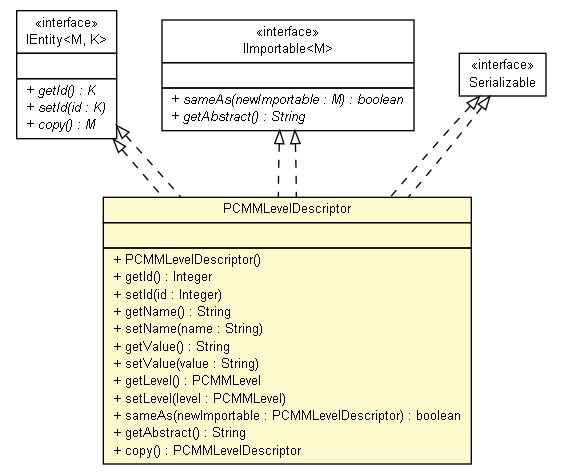 «interface»
IEntity<M, K>
+ getId() : K
+ setId(id : K)
+ copy() : M
«interface»
IImportable<M>
+ sameAs(newImportable : M) : boolean
+ getAbstract() : String
«interface»
Serializable
PCMMLevelDescriptor
+ PCMMLevelDescriptor()
+ getId() : Integer
+ setId(id : Integer)
+ getName() : String
+ setName(name : String)
+ getValue() : String
+ setValue(value : String)
+ getLevel() : PCMMLevel
+ setLevel(level : PCMMLevel)
+ sameAs(newImportable : PCMMLevelDescriptor) : boolean
+ getAbstract() : String
+ copy() : PCMMLevelDescriptor